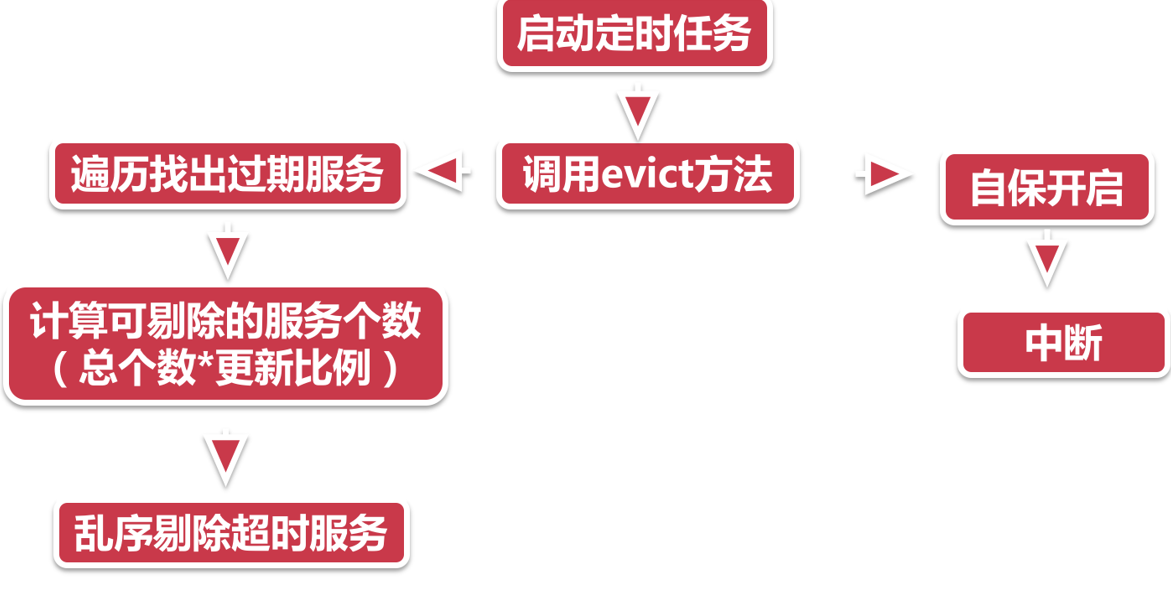 启动定时任务
遍历找出过期服务
调用evict方法
自保开启
计算可剔除的服务个数
（总个数*更新比例）
中断
乱序剔除超时服务